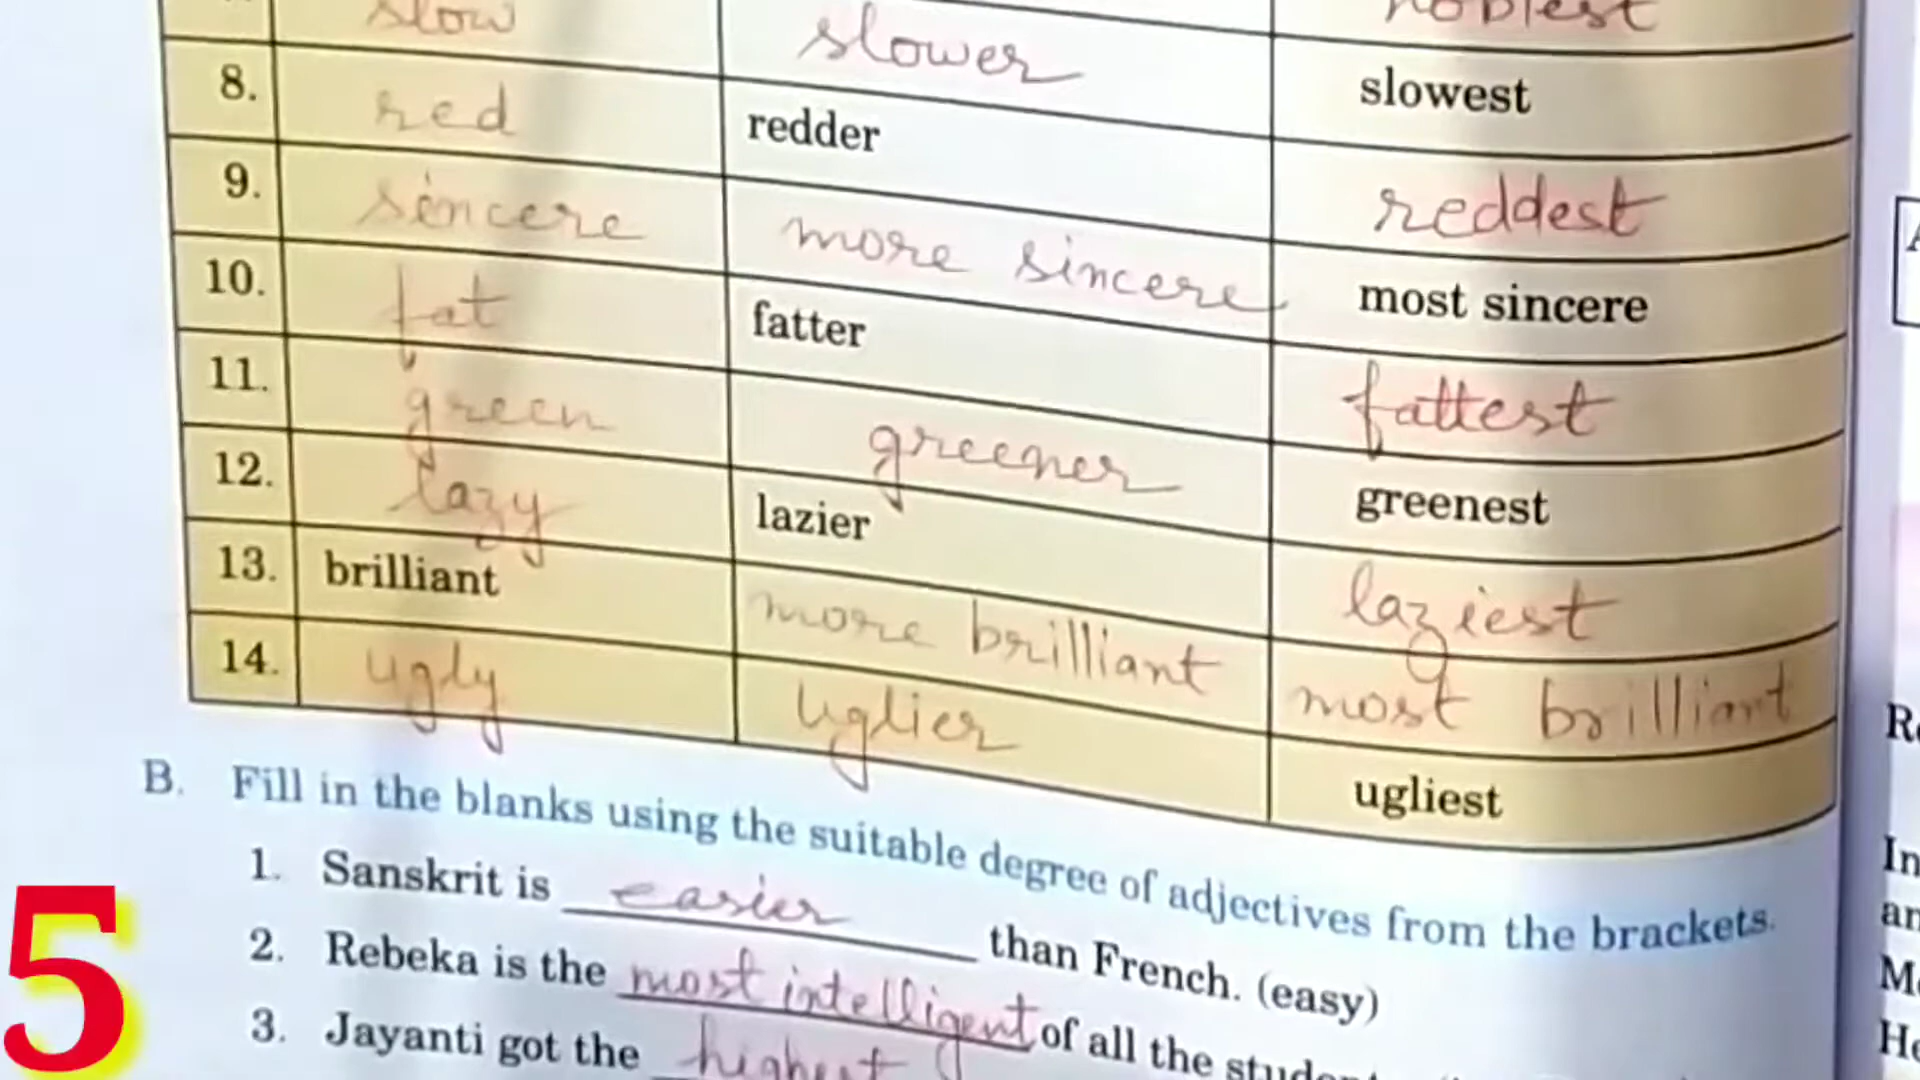 noblest
slow slower slowest
8. red redder reddest
9. sincere more sincere most sincere
10. fat fatter fattest
11. green greener greenest
12. lazy lazier laziest
13. brilliant more brilliant most brilliant
14. ugly uglier ugliest
B. Fill in the blanks using the suitable degree of adjectives from the brackets.
1. Sanskrit is easier than French. (easy)
2. Rebeka is the most intelligent of all the
3. Jayanti got the highest
5